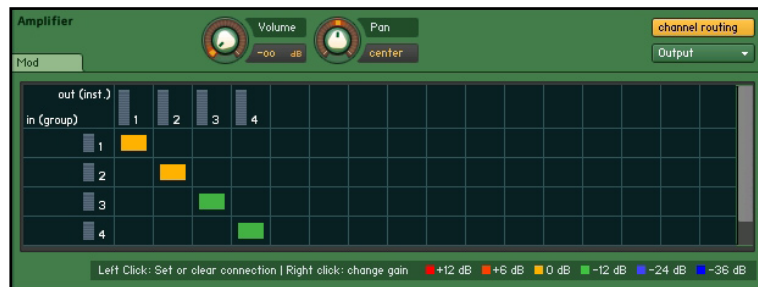 Amplifier
Volume
-oo dB
Pan
center
channel routing
Output
Mod
out (inst.)
in (group)
1 2 3 4
1
2
3
4
Left Click: Set or clear connection | Right click: change gain +12 dB +6 dB 0 dB -12 dB -24 dB -36 dB